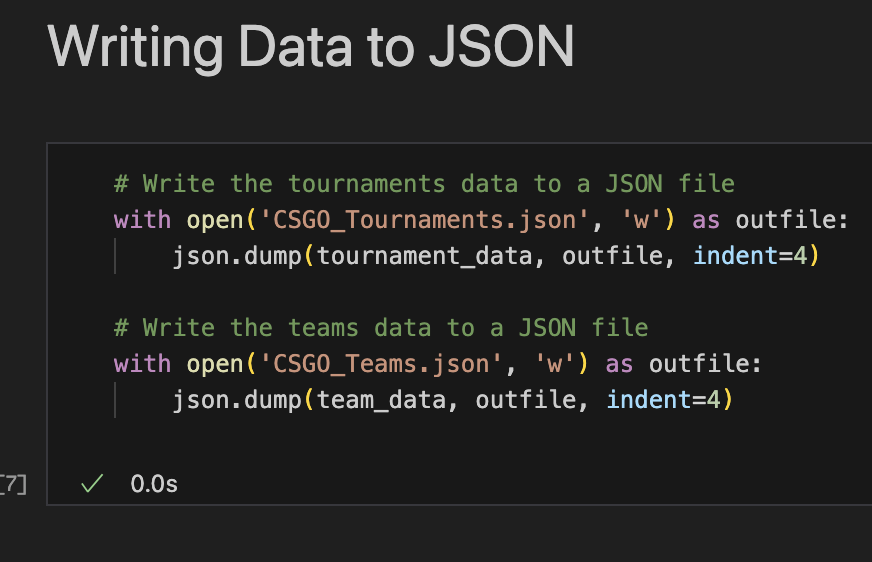 Writing Data to JSON
# Write the tournaments data to a JSON file
with open('CSGO_Tournaments.json', 'w') as outfile:
    json.dump(tournament_data, outfile, indent=4)
# Write the teams data to a JSON file
with open('CSGO_Teams.json', 'w') as outfile:
    json.dump(team_data, outfile, indent=4)
[7] ✓ 0.0s